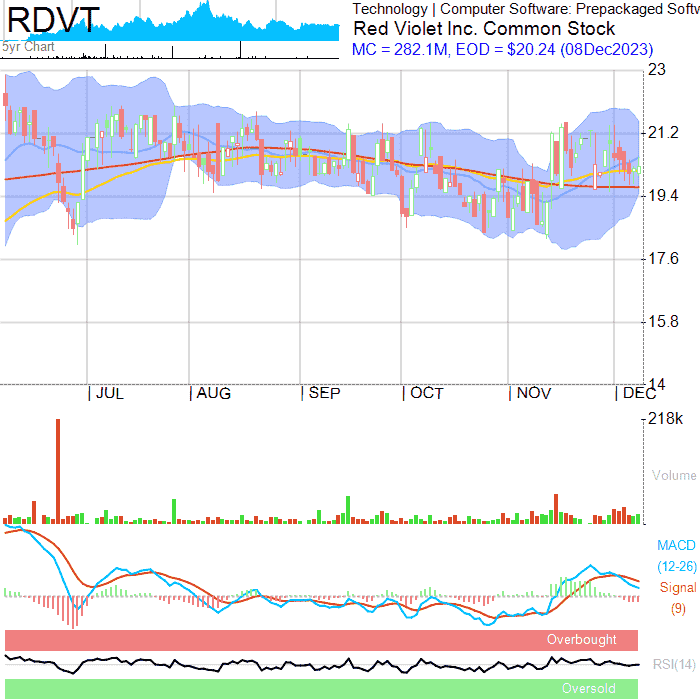 RDVT
5yr Chart
Technology | Computer Software: Prepackaged Softw
Red Violet Inc. Common Stock
MC = 282.1M, EOD = $20.24 (08Dec2023)
23
21.2
19.4
17.6
15.8
14
JUL AUG SEP OCT NOV DEC
218k
Volume
MACD
(12-26)
Signal
(9)
Overbought
RSI(14)
Oversold